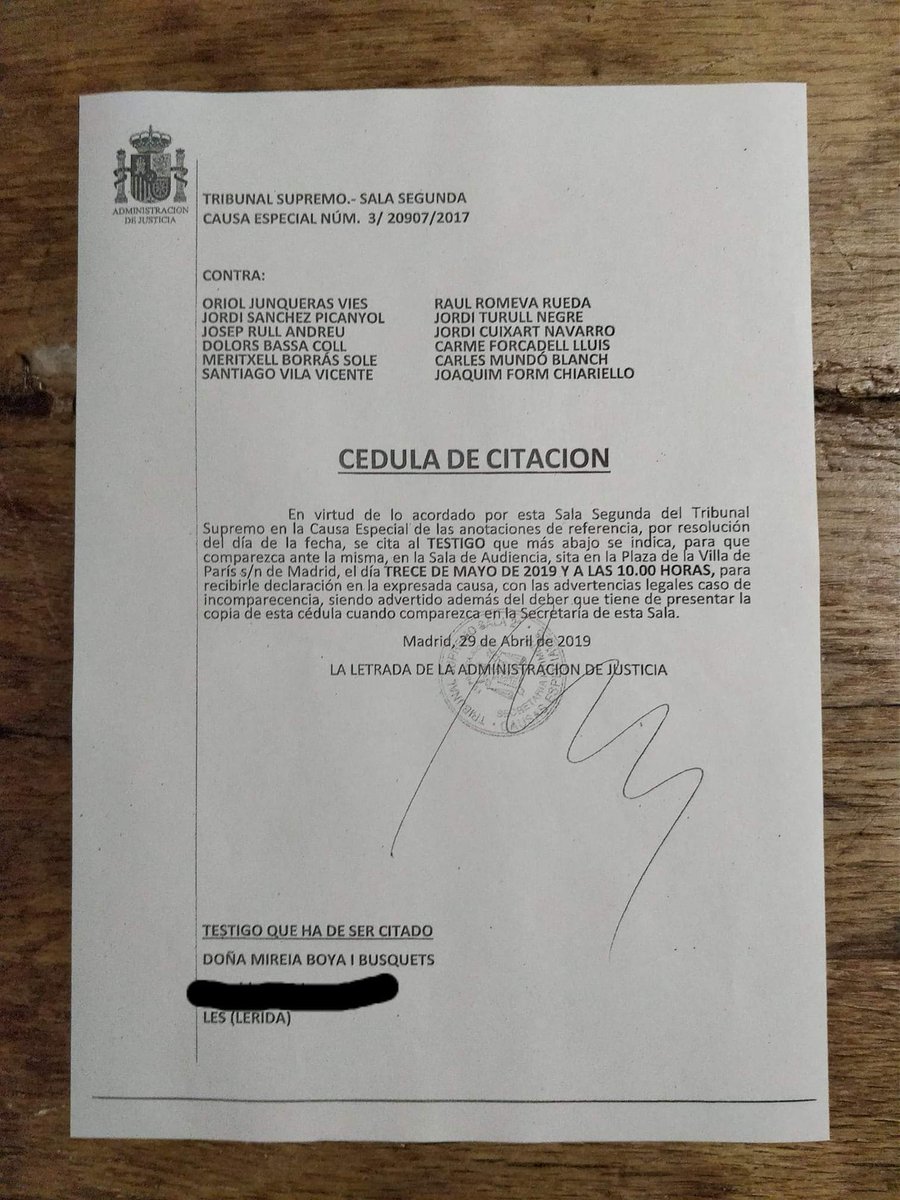 ADMINISTRACION
DE JUSTICIA
TRIBUNAL SUPREMO.- SALA SEGUNDA
CAUSA ESPECIAL NÚM. 3/ 20907/2017
CONTRA:
ORIOL JUNQUERAS VIES RAUL ROMEVA RUEDA
JORDI SANCHEZ PICANYOL JORDI TURULL NEGRE
JOSEP RULL ANDREU JORDI CUIXART NAVARRO
DOLORS BASSA COLL CARME FORCADELL LLUIS
MERITXELL BORRÁS SOLE CARLES MUNDÓ BLANCH
SANTIAGO VILA VICENTE JOAQUIM FORM CHIARIELLO
CEDULA DE CITACION
En virtud de lo acordado por esta Sala Segunda del Tribunal
Supremo en la Causa Especial de las anotaciones de referencia, por resolución
del día de la fecha, se cita al TESTIGO que más abajo se indica, para que
comparezca ante la misma, en la Sala de Audiencia, sita en la Plaza de la Villa de
París s/n de Madrid, el día TRECE DE MAYO DE 2019 Y A LAS 10.00 HORAS, para
recibirle declaración en la expresada causa, con las advertencias legales caso de
incomparecencia, siendo advertido además del deber que tiene de presentar la
copia de esta cédula cuando comparezca en la Secretaría de esta Sala.
Madrid, 29 de Abril de 2019
LA LETRADA DE LA ADMINISTRACION DE JUSTICIA
TRIBUNAL SUPREMO SALA
SECRETARIA
CAUSAS ESPECIALES
TESTIGO QUE HA DE SER CITADO
DOÑA MIREIA BOYA I BUSQUETS
LES (LERIDA)